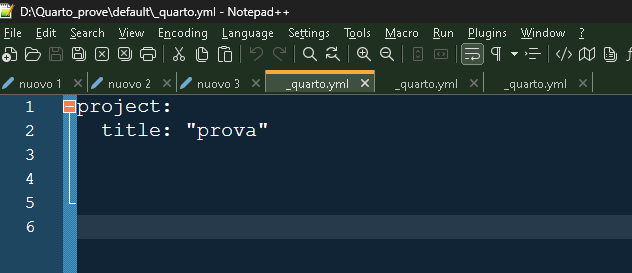 D:\Quarto_prove\default\_quarto.yml - Notepad++
File Edit Search View Encoding Language Settings Tools Macro Run Plugins Window ?
nuovo 1 nuovo 2 nuovo 3 _quarto.yml _quarto.yml _quarto.yml
1 project:
2 title: "prova"
3
4
5
6